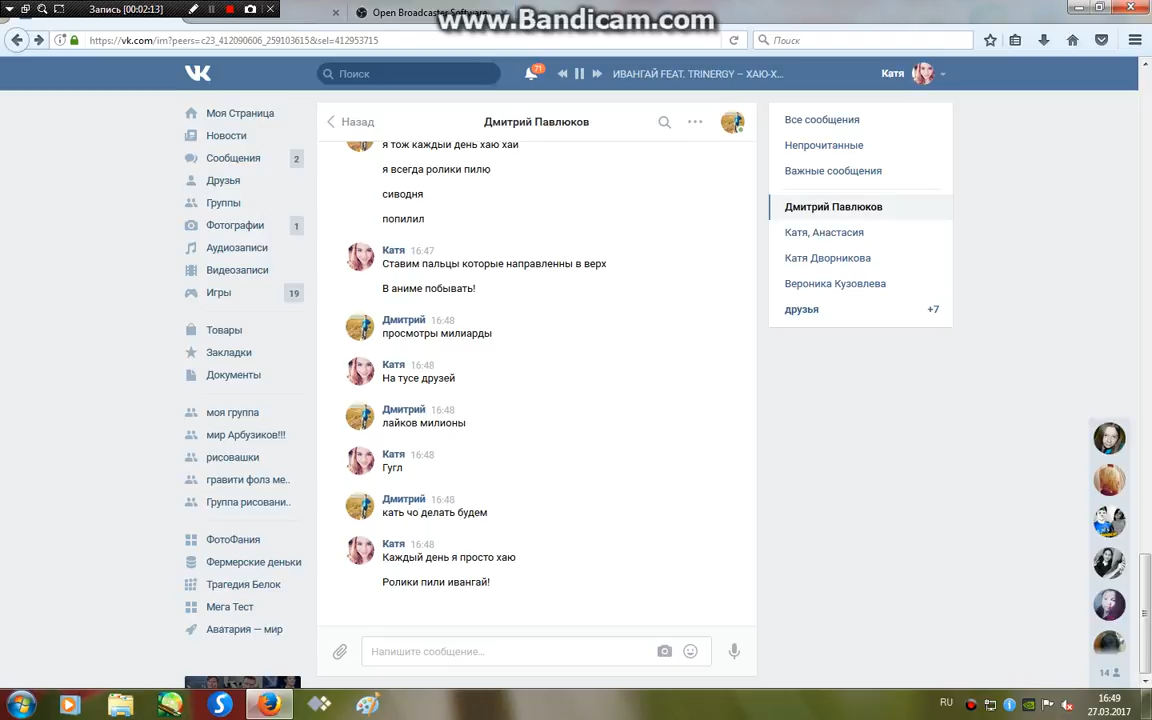 Запись [00:02:13]
Open Broadcaster Software
www.Bandicam.com
https://vk.com/im?peers=c23_412090606_259103615&sel=412953715
Поиск
Поиск
71
ИВАНГАЙ FEAT. TRINERGY – ХАЮ-Х...
Катя
Моя Страница
Новости
Сообщения 2
Друзья
Группы
Фотографии 1
Аудиозаписи
Видеозаписи
Игры 19
Товары
Закладки
Документы
моя группа
мир Арбузиков!!!
рисовашки
гравити фолз ме..
Группа рисовани..
ФотоФания
Фермерские деньки
Трагедия Белок
Мега Тест
Аватария — мир
Назад
Дмитрий Павлюков
я тож каждый день хаю хай
я всегда ролики пилю
сиводня
попилил
Катя 16:47
Ставим пальцы которые направленны в верх
В аниме побывать!
Дмитрий 16:48
просмотры милиарды
Катя 16:48
На тусе друзей
Дмитрий 16:48
лайков милионы
Катя 16:48
Гугл
Дмитрий 16:48
кать чо делать будем
Катя 16:48
Каждый день я просто хаю
Ролики пили ивангай!
Напишите сообщение...
Все сообщения
Непрочитанные
Важные сообщения
Дмитрий Павлюков
Катя, Анастасия
Катя Дворникова
Вероника Кузовлева
друзья +7
14
RU
16:49
27.03.2017